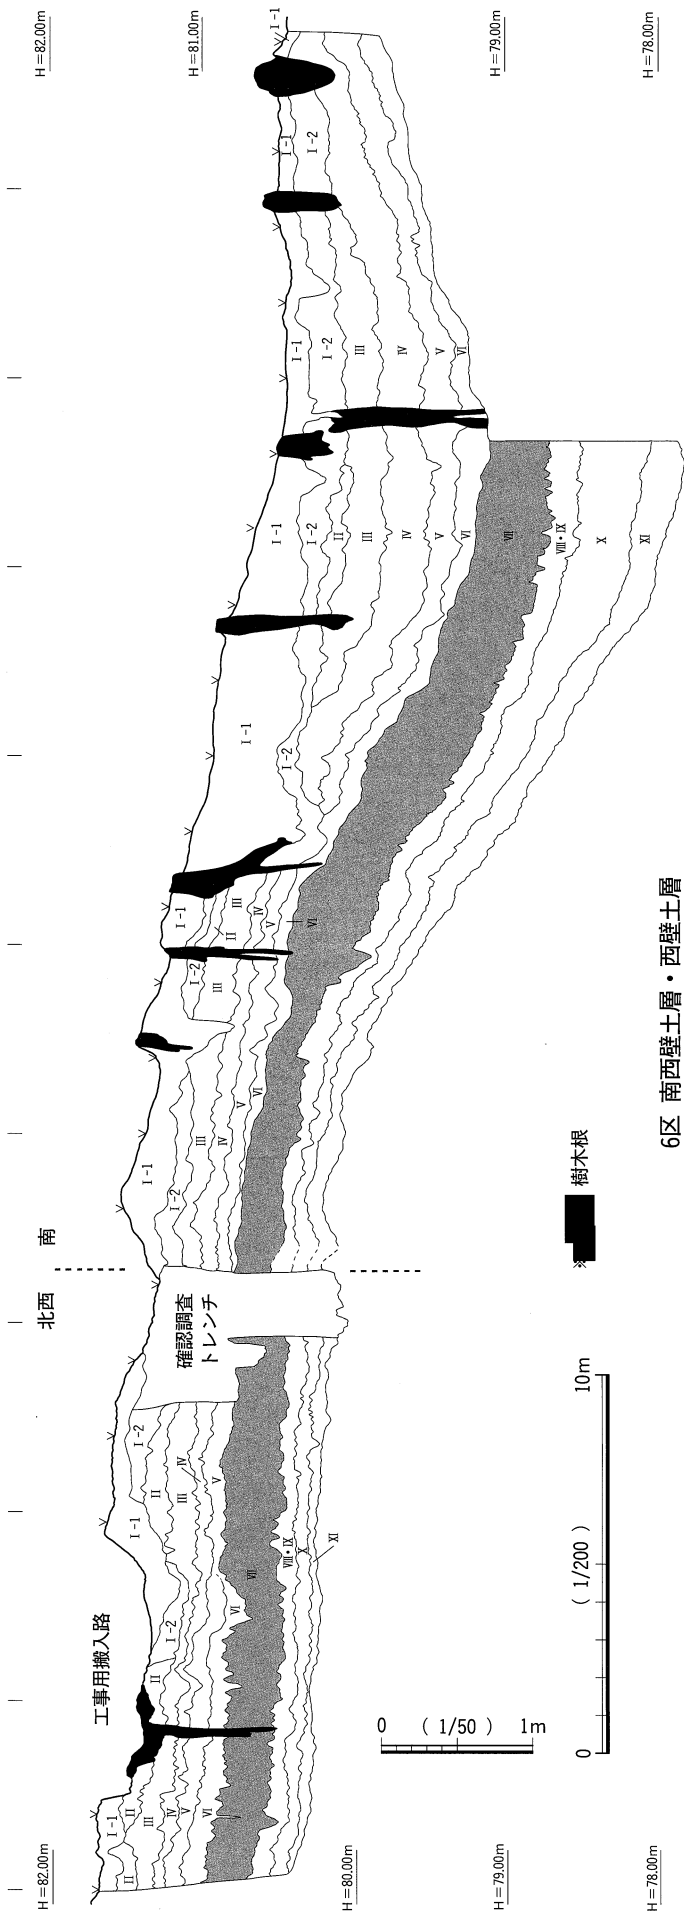 H=82.00m
H=81.00m
H=79.00m
H=78.00m
I-1
I-1
I-2
I-1
I-2
III
IV
V
VI
I-1
I-2
II
III
IV
V
VI
VII
VIII・IX
X
XI
I-1
I-2
I-1
II
III
IV
V
VI
I-2
III
I-1
I-2
III
IV
V
VI
南
北西
確認調査
トレンチ
I-2
I-1
II
III
IV
V
VI
VII
VIII・IX
X
XI
工事用搬入路
I-2
II
I-1
II
II
III
IV
V
VI
H=82.00m
H=80.00m
H=79.00m
H=78.00m
0 (1/50) 1m
0 (1/200) 10m
※ 樹木根
6区 南西壁土層・西壁土層